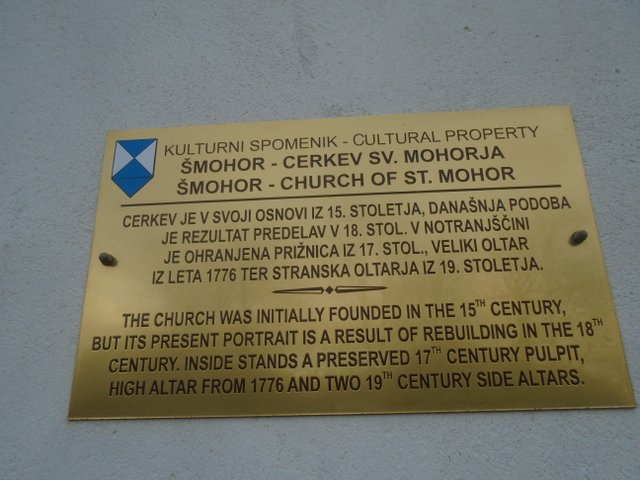 KULTURNI SPOMENIK - CULTURAL PROPERTY
ŠMOHOR - CERKEV SV. MOHORJA
ŠMOHOR - CHURCH OF ST. MOHOR
CERKEV JE V SVOJI OSNOVI IZ 15. STOLETJA, DANAŠNJA PODOBA
JE REZULTAT PREDELAV V 18. STOL. V NOTRANJŠČINI
JE OHRANJENA PRIŽNICA IZ 17. STOL., VELIKI OLTAR
IZ LETA 1776 TER STRANSKA OLTARJA IZ 19. STOLETJA.
THE CHURCH WAS INITIALLY FOUNDED IN THE 15TH CENTURY,
BUT ITS PRESENT PORTRAIT IS A RESULT OF REBUILDING IN THE 18TH
CENTURY. INSIDE STANDS A PRESERVED 17TH CENTURY PULPIT,
HIGH ALTAR FROM 1776 AND TWO 19TH CENTURY SIDE ALTARS.